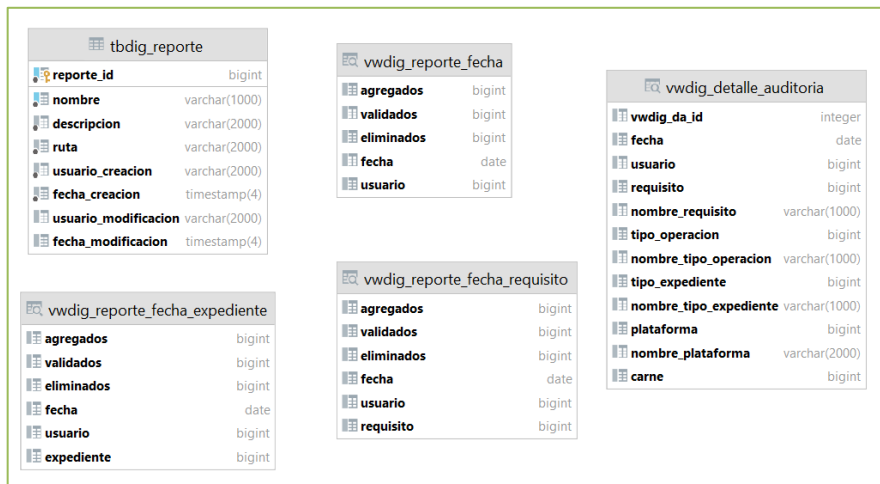 tbdig_reporte
reporte_id bigint
nombre varchar(1000)
descripcion varchar(2000)
ruta varchar(2000)
usuario_creacion varchar(2000)
fecha_creacion timestamp(4)
usuario_modificacion varchar(2000)
fecha_modificacion timestamp(4)
vwdig_reporte_fecha
agregados bigint
validados bigint
eliminados bigint
fecha date
usuario bigint
vwdig_detalle_auditoria
vwdig_da_id integer
fecha date
usuario bigint
requisito bigint
nombre_requisito varchar(1000)
tipo_operacion bigint
nombre_tipo_operacion varchar(1000)
tipo_expediente bigint
nombre_tipo_expediente varchar(1000)
plataforma bigint
nombre_plataforma varchar(2000)
carne bigint
vwdig_reporte_fecha_expediente
agregados bigint
validados bigint
eliminados bigint
fecha date
usuario bigint
expediente bigint
vwdig_reporte_fecha_requisito
agregados bigint
validados bigint
eliminados bigint
fecha date
usuario bigint
requisito bigint